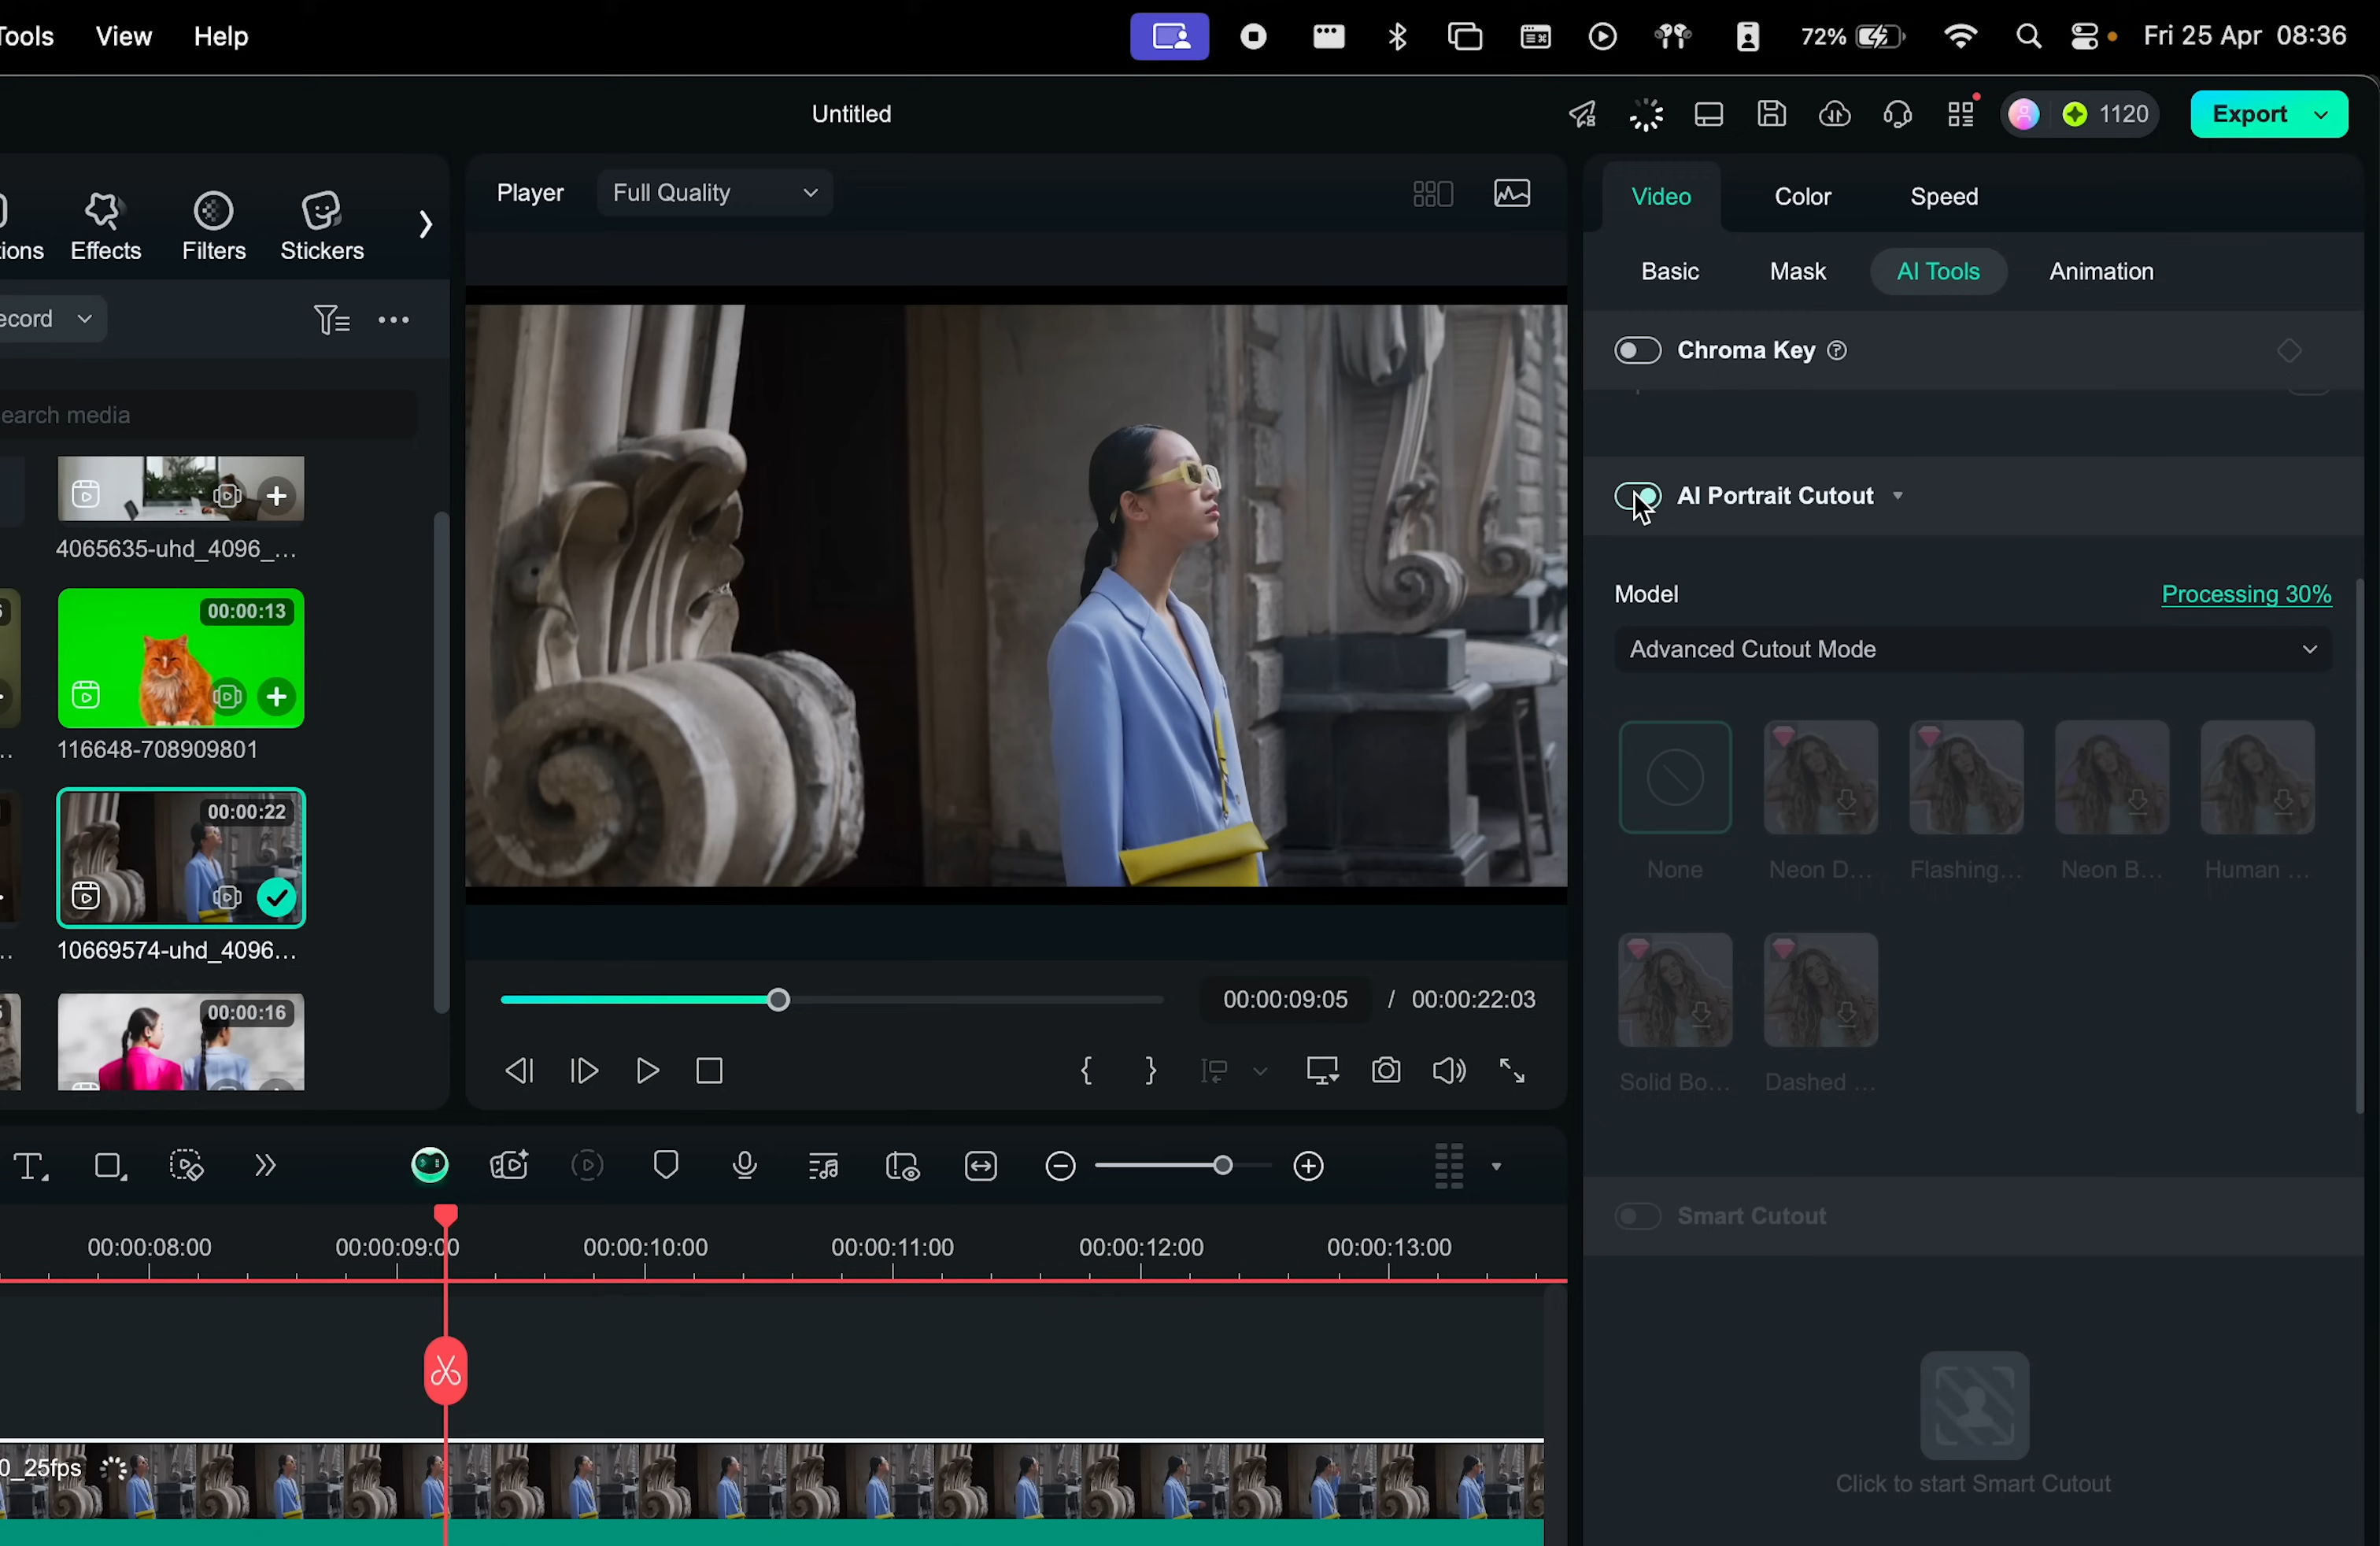 Tools View Help
72% Fri 25 Apr 08:36
Untitled
1120 Export
Effects Filters Stickers
Player Full Quality
Video Color Speed
Basic Mask AI Tools Animation
Chroma Key
AI Portrait Cutout
Model Processing 30%
Advanced Cutout Mode
None Neon D... Flashing... Neon B... Human ...
Solid Bo... Dashed ...
Smart Cutout
Click to start Smart Cutout
ecord
earch media
4065635-uhd_4096_...
00:00:13
116648-708909801
00:00:22
10669574-uhd_4096...
00:00:16
00:00:09:05 / 00:00:22:03
00:00:08:00 00:00:09:00 00:00:10:00 00:00:11:00 00:00:12:00 00:00:13:00
0_25fps